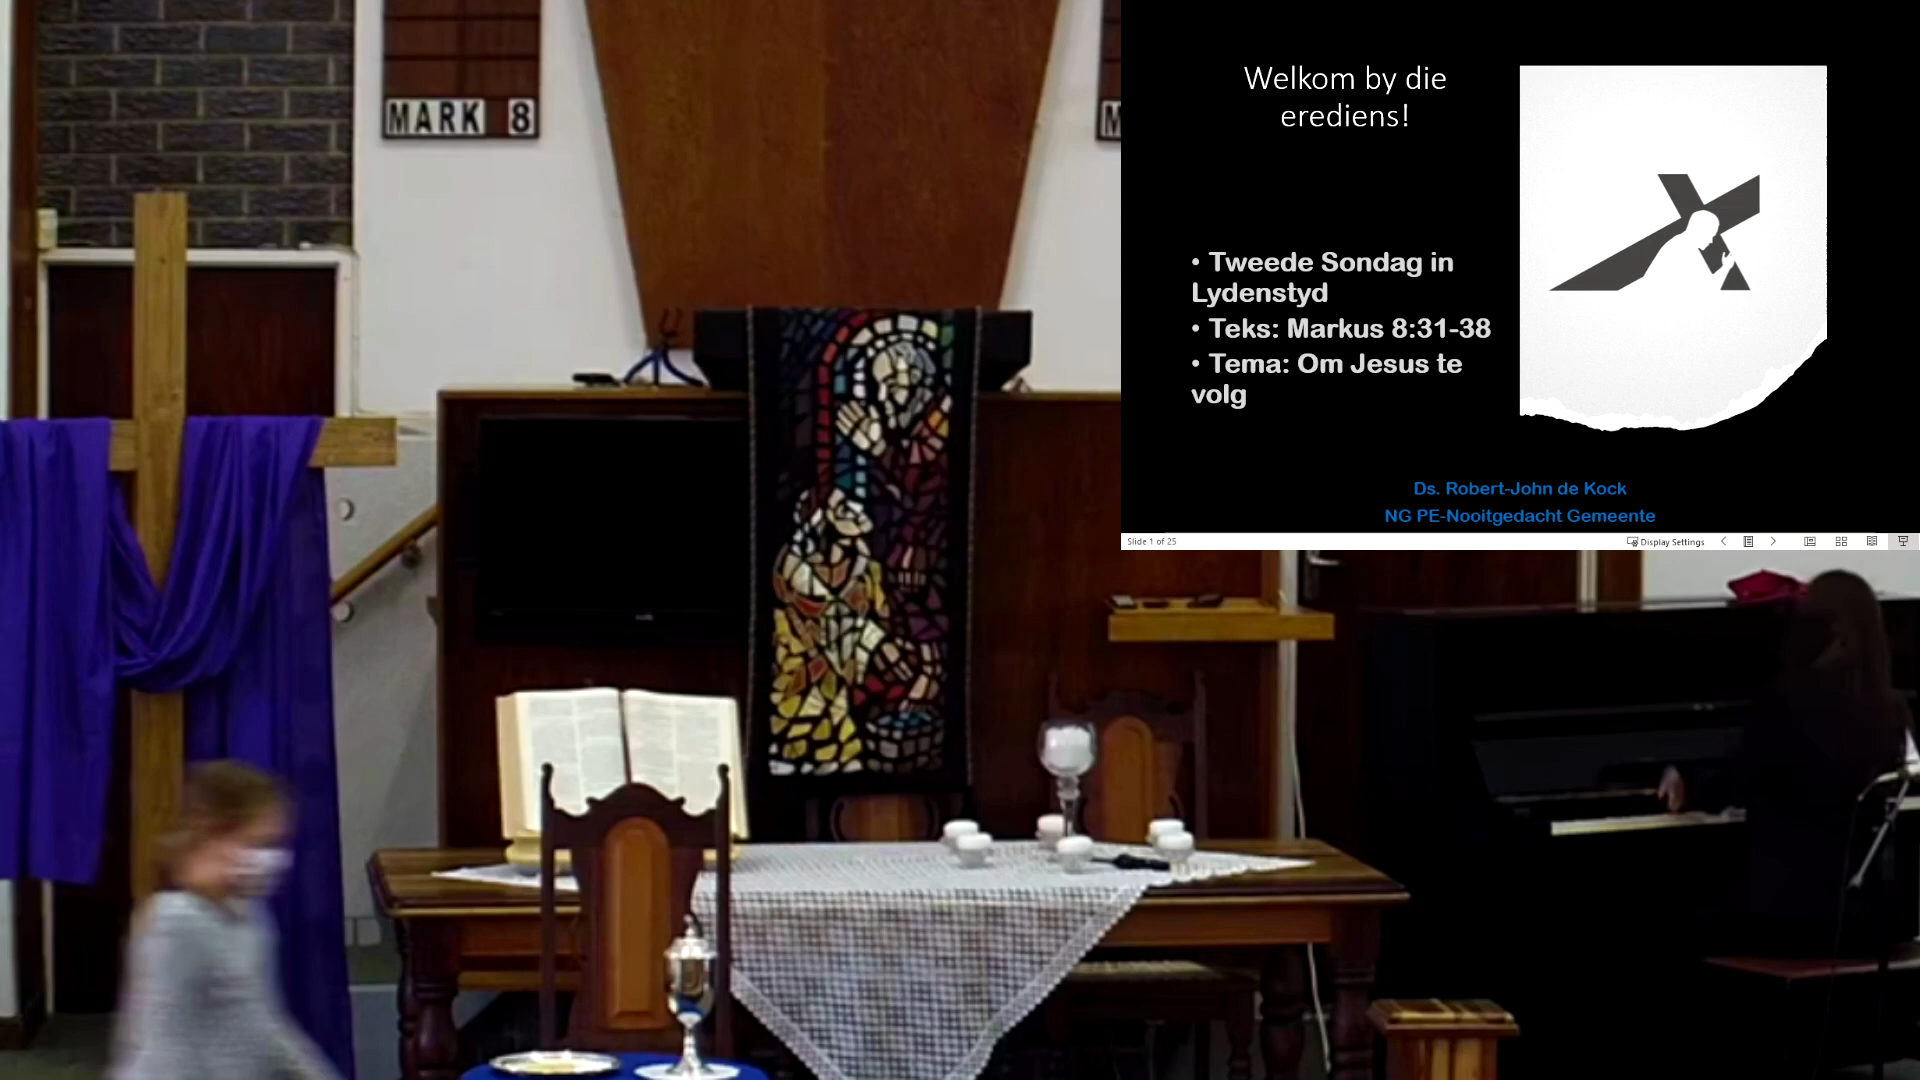 MARK 8
M
Welkom by die
erediens!
• Tweede Sondag in
Lydenstyd
• Teks: Markus 8:31-38
• Tema: Om Jesus te
volg
Ds. Robert-John de Kock
NG PE-Nooitgedacht Gemeente
Slide 1 of 25
Display Settings